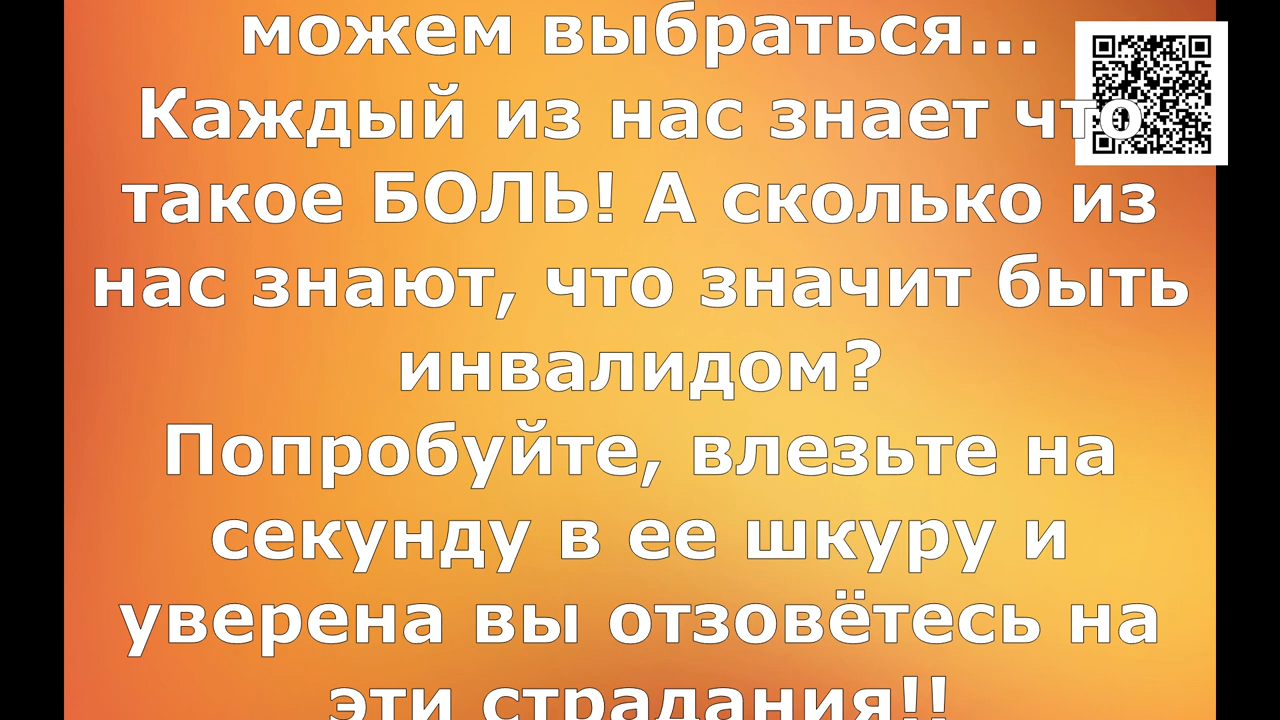 можем выбраться...
Каждый из нас знает что
такое БОЛЬ! А сколько из
нас знают, что значит быть
инвалидом?
Попробуйте, влезьте на
секунду в ее шкуру и
уверена вы отзовётесь на
эти страдания!!